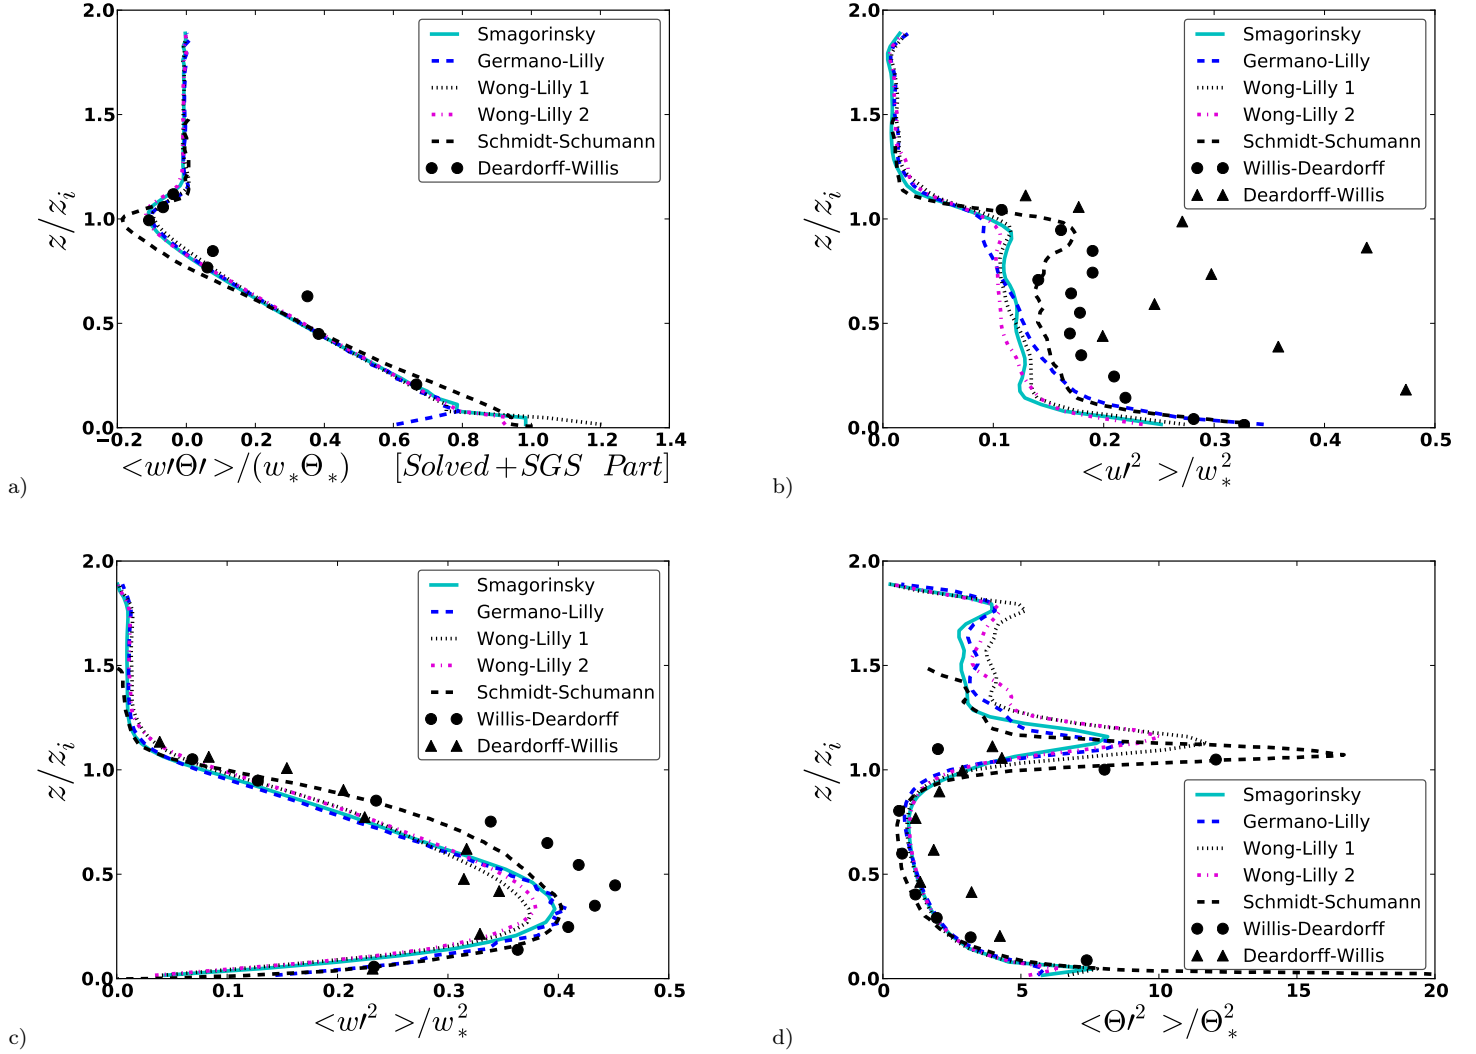 2.0
1.5
1.0
0.5
0.0
−0.2 0.0 0.2 0.4 0.6 0.8 1.0 1.2 1.4
z/z_i
<w′Θ′>/(w_*Θ_*) [Solved+SGS Part]
Smagorinsky
Germano-Lilly
Wong-Lilly 1
Wong-Lilly 2
Schmidt-Schumann
Deardorff-Willis
a)
2.0
1.5
1.0
0.5
0.0
0.0 0.1 0.2 0.3 0.4 0.5
z/z_i
<u′² >/w_*²
Smagorinsky
Germano-Lilly
Wong-Lilly 1
Wong-Lilly 2
Schmidt-Schumann
Willis-Deardorff
Deardorff-Willis
b)
2.0
1.5
1.0
0.5
0.0
0.0 0.1 0.2 0.3 0.4 0.5
z/z_i
<w′² >/w_*²
Smagorinsky
Germano-Lilly
Wong-Lilly 1
Wong-Lilly 2
Schmidt-Schumann
Willis-Deardorff
Deardorff-Willis
c)
2.0
1.5
1.0
0.5
0.0
0 5 10 15 20
z/z_i
<Θ′² >/Θ_*²
Smagorinsky
Germano-Lilly
Wong-Lilly 1
Wong-Lilly 2
Schmidt-Schumann
Willis-Deardorff
Deardorff-Willis
d)